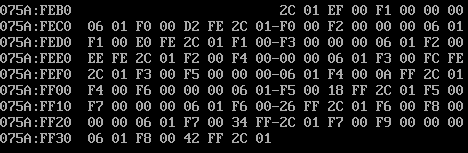 075A:FEB0                               2C 01 EF 00 F1 00 00 00
075A:FEC0  06 01 F0 00 D2 FE 2C 01-F0 00 F2 00 00 00 06 01
075A:FED0  F1 00 E0 FE 2C 01 F1 00-F3 00 00 00 06 01 F2 00
075A:FEE0  EE FE 2C 01 F2 00 F4 00-00 00 06 01 F3 00 FC FE
075A:FEF0  2C 01 F3 00 F5 00 00 00-06 01 F4 00 0A FF 2C 01
075A:FF00  F4 00 F6 00 00 00 06 01-F5 00 18 FF 2C 01 F5 00
075A:FF10  F7 00 00 00 06 01 F6 00-26 FF 2C 01 F6 00 F8 00
075A:FF20  00 00 06 01 F7 00 34 FF-2C 01 F7 00 F9 00 00 00
075A:FF30  06 01 F8 00 42 FF 2C 01